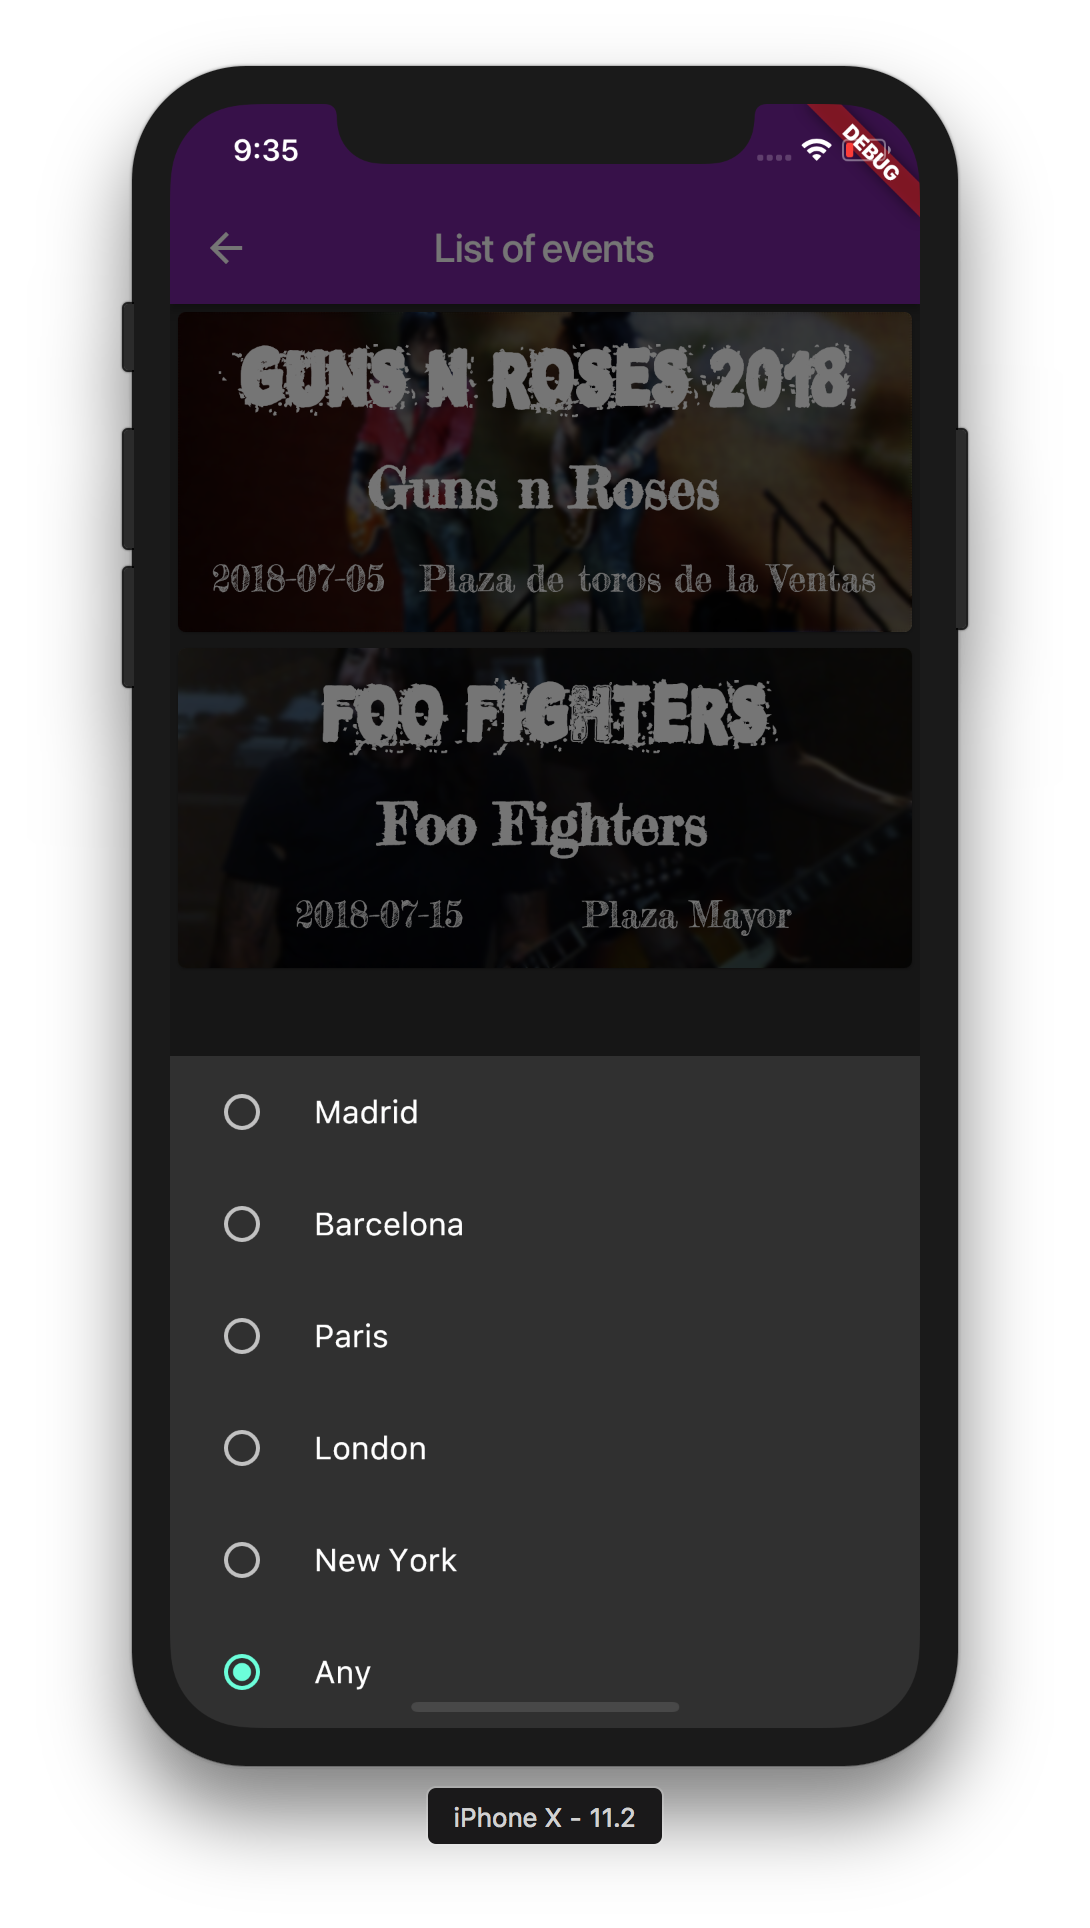 9:35
DEBUG
List of events
GUNS N ROSES 2018
Guns n Roses
2018-07-05 Plaza de toros de la Ventas
FOO FIGHTERS
Foo Fighters
2018-07-15 Plaza Mayor
Madrid
Barcelona
Paris
London
New York
Any
iPhone X - 11.2